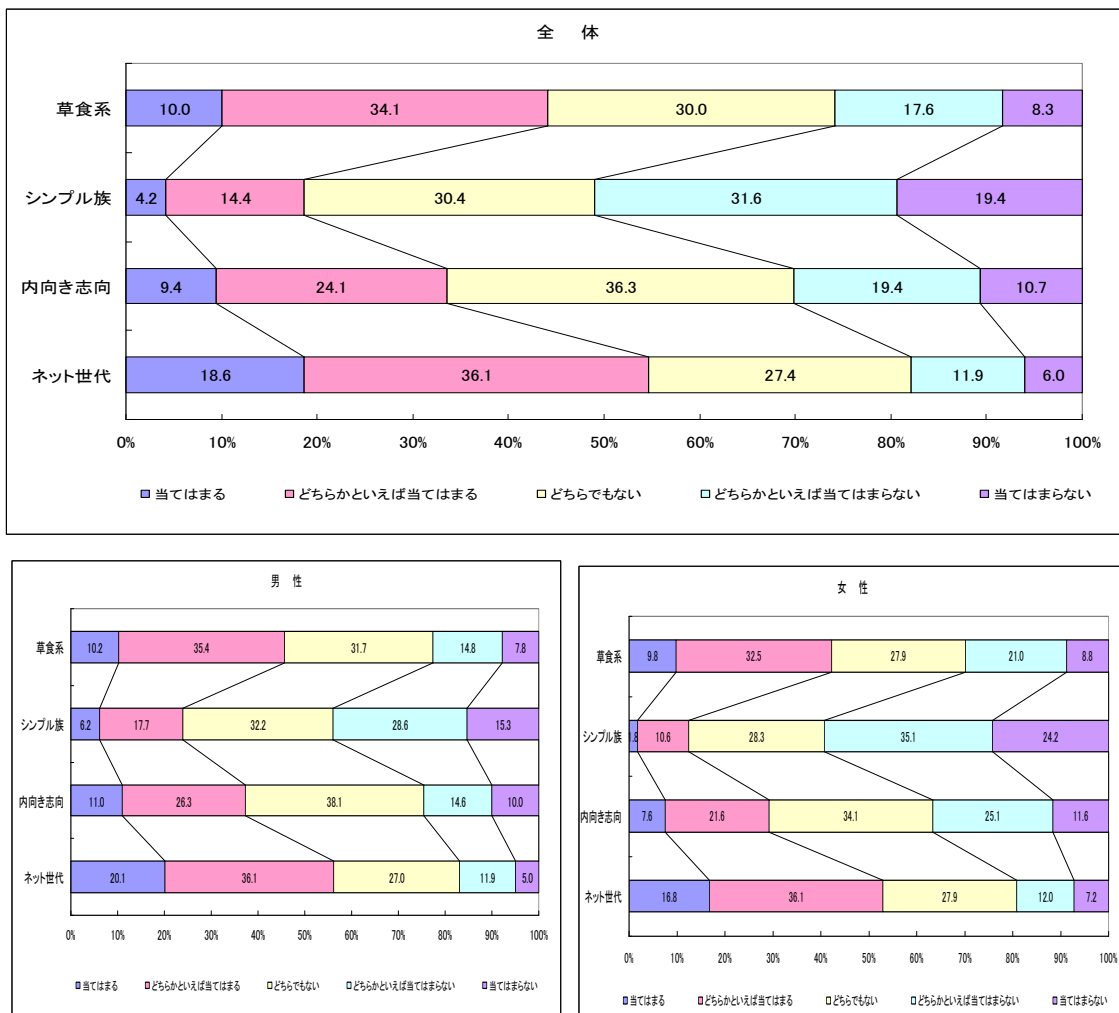 全 体
草食系 10.0 34.1 30.0 17.6 8.3
シンプル族 4.2 14.4 30.4 31.6 19.4
内向き志向 9.4 24.1 36.3 19.4 10.7
ネット世代 18.6 36.1 27.4 11.9 6.0
0% 10% 20% 30% 40% 50% 60% 70% 80% 90% 100%
当てはまる どちらかといえば当てはまる どちらでもない どちらかといえば当てはまらない 当てはまらない
男 性
草食系 10.2 35.4 31.7 14.8 7.8
シンプル族 6.2 17.7 32.2 28.6 15.3
内向き志向 11.0 26.3 38.1 14.6 10.0
ネット世代 20.1 36.1 27.0 11.9 5.0
0% 10% 20% 30% 40% 50% 60% 70% 80% 90% 100%
当てはまる どちらかといえば当てはまる どちらでもない どちらかといえば当てはまらない 当てはまらない
女 性
草食系 9.8 32.5 27.9 21.0 8.8
シンプル族 1.8 10.6 28.3 35.1 24.2
内向き志向 7.6 21.6 34.1 25.1 11.6
ネット世代 16.8 36.1 27.9 12.0 7.2
0% 10% 20% 30% 40% 50% 60% 70% 80% 90% 100%
当てはまる どちらかといえば当てはまる どちらでもない どちらかといえば当てはまらない 当てはまらない